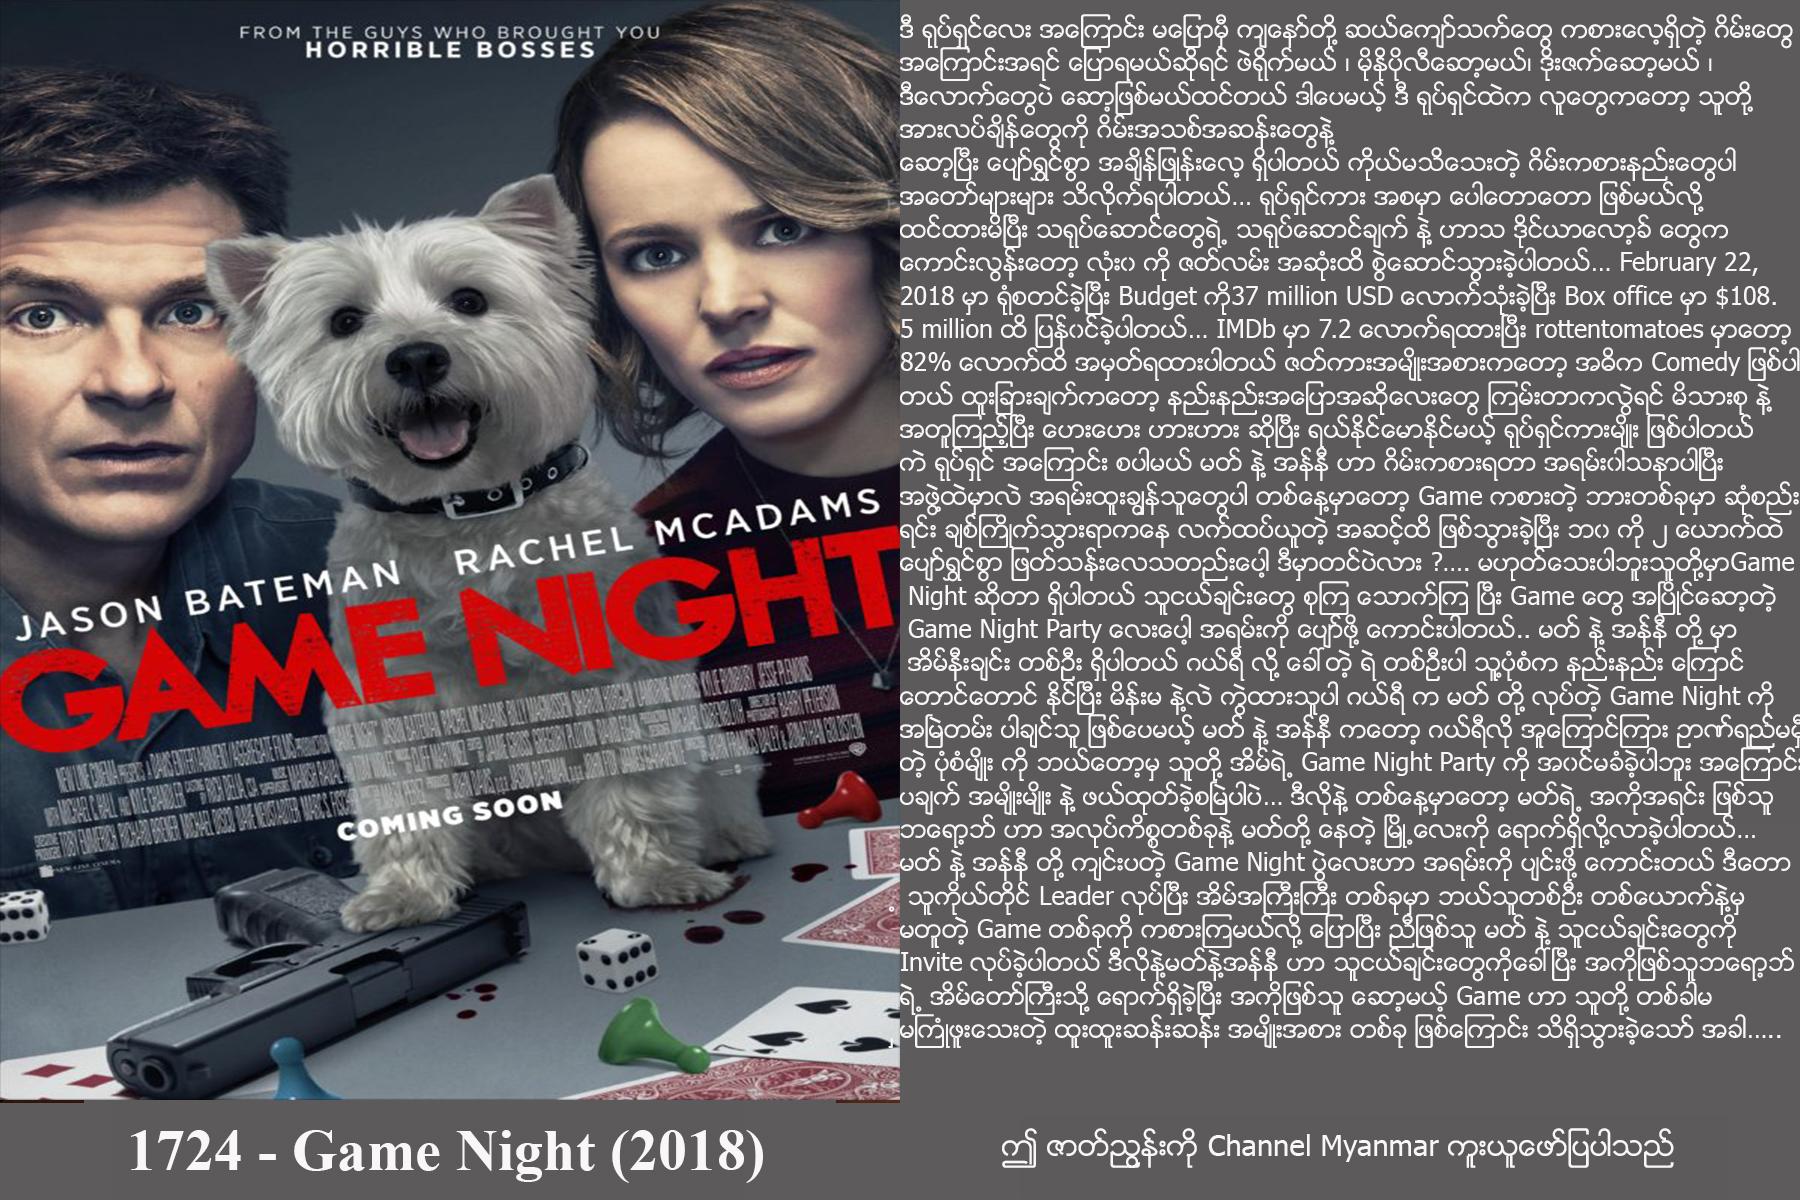 FROM THE GUYS WHO BROUGHT YOU
HORRIBLE BOSSES
JASON BATEMAN RACHEL MCADAMS
GAME NIGHT
COMING SOON
1724 - Game Night (2018)
ဒီ ရုပ်ရှင်လေး အကြောင်း မပြောမှီ ကျနော်တို့ ဆယ်ကျော်သက်တွေ ကစားလေ့ရှိတဲ့ ဂိမ်းတွေ
အကြောင်းအရင် ပြောရမယ်ဆိုရင် ဖဲရိုက်မယ် ၊ မိုနိုပိုလီဆော့မယ်၊ ဒိုးဇက်ဆော့မယ် ၊
ဒီလောက်တွေပဲ ဆော့ဖြစ်မယ်ထင်တယ် ဒါပေမယ့် ဒီ ရုပ်ရှင်ထဲက လူတွေကတော့ သူတို့
အားလပ်ချိန်တွေကို ဂိမ်းအသစ်အဆန်းတွေနဲ့
ဆော့ပြီး ပျော်ရွှင်စွာ အချိန်ဖြုန်းလေ့ ရှိပါတယ် ကိုယ်မသိသေးတဲ့ ဂိမ်းကစားနည်းတွေပါ
အတော်များများ သိလိုက်ရပါတယ်... ရုပ်ရှင်ကား အစမှာ ပေါတောတော ဖြစ်မယ်လို့
ထင်ထားမိပြီး သရုပ်ဆောင်တွေရဲ့ သရုပ်ဆောင်ချက် နဲ့ ဟာသ ဒိုင်ယာလော့ခ် တွေက
ကောင်းလွန်းတော့ လုံးဝ ကို ဇတ်လမ်း အဆုံးထိ စွဲဆောင်သွားခဲ့ပါတယ်... February 22,
2018 မှာ ရုံစတင်ခဲ့ပြီး Budget ကို37 million USD လောက်သုံးခဲ့ပြီး Box office မှာ $108.
5 million ထိ ပြန်ဝင်ခဲ့ပါတယ်... IMDb မှာ 7.2 လောက်ရထားပြီး rottentomatoes မှာတော့
82% လောက်ထိ အမှတ်ရထားပါတယ် ဇတ်ကားအမျိုးအစားကတော့ အဓိက Comedy ဖြစ်ပါ
တယ် ထူးခြားချက်ကတော့ နည်းနည်းအပြောအဆိုလေးတွေ ကြမ်းတာကလွဲရင် မိသားစု နဲ့
အတူကြည့်ပြီး ဟေးဟေး ဟားဟား ဆိုပြီး ရယ်နိုင်မောနိုင်မယ့် ရုပ်ရှင်ကားမျိုး ဖြစ်ပါတယ်
ကဲ ရုပ်ရှင် အကြောင်း စပါမယ် မတ် နဲ့ အန်နီ ဟာ ဂိမ်းကစားရတာ အရမ်းဝါသနာပါပြီး
အဖွဲ့ထဲမှာလဲ အရမ်းထူးချွန်သူတွေပါ တစ်နေ့မှာတော့ Game ကစားတဲ့ ဘားတစ်ခုမှာ ဆုံစည်း
ရင်း ချစ်ကြိုက်သွားရာကနေ လက်ထပ်ယူတဲ့ အဆင့်ထိ ဖြစ်သွားခဲ့ပြီး ဘဝ ကို ၂ ယောက်ထဲ
ပျော်ရွှင်စွာ ဖြတ်သန်းလေသတည်းပေ့ါ ဒီမှာတင်ပဲလား ?.... မဟုတ်သေးပါဘူးသူတို့မှာGame
Night ဆိုတာ ရှိပါတယ် သူငယ်ချင်းတွေ စုကြ သောက်ကြ ပြီး Game တွေ အပြိုင်ဆော့တဲ့
Game Night Party လေးပေ့ါ အရမ်းကို ပျော်ဖို့ ကောင်းပါတယ်.. မတ် နဲ့ အန်နီ တို့ မှာ
အိမ်နီးချင်း တစ်ဦး ရှိပါတယ် ဂယ်ရီ လို့ ခေါ်တဲ့ ရဲ တစ်ဦးပါ သူ့ပုံစံက နည်းနည်း ကြောင်
တောင်တောင် နိုင်ပြီး မိန်းမ နဲ့လဲ ကွဲထားသူပါ ဂယ်ရီ က မတ် တို့ လုပ်တဲ့ Game Night ကို
အမြဲတမ်း ပါချင်သူ ဖြစ်ပေမယ့် မတ် နဲ့ အန်နီ ကတော့ ဂယ်ရီလို အူကြောင်ကြား ဥာဏ်ရည်မမှီ
တဲ့ ပုံစံမျိုး ကို ဘယ်တော့မှ သူတို့ အိမ်ရဲ့ Game Night Party ကို အဝင်မခံခဲ့ပါဘူး အကြောင်း
ပချက် အမျိုးမျိုး နဲ့ ဖယ်ထုတ်ခဲ့စမြဲပါပဲ... ဒီလိုနဲ့ တစ်နေ့မှာတော့ မတ်ရဲ့ အကိုအရင်း ဖြစ်သူ
ဘရော့ဘ် ဟာ အလုပ်ကိစ္စတစ်ခုနဲ့ မတ်တို့ နေတဲ့ မြို့လေးကို ရောက်ရှိလို့လာခဲ့ပါတယ်...
မတ် နဲ့ အန်နီ တို့ ကျင်းပတဲ့ Game Night ပွဲလေးဟာ အရမ်းကို ပျင်းဖို့ ကောင်းတယ် ဒီတော
့ သူကိုယ်တိုင် Leader လုပ်ပြီး အိမ်အကြီးကြီး တစ်ခုမှာ ဘယ်သူတစ်ဦး တစ်ယောက်နဲ့မှ
မတူတဲ့ Game တစ်ခုကို ကစားကြမယ်လို့ ပြောပြီး ညီဖြစ်သူ မတ် နဲ့ သူငယ်ချင်းတွေကို
Invite လုပ်ခဲ့ပါတယ် ဒီလိုနဲ့မတ်နဲ့အန်နီ ဟာ သူငယ်ချင်းတွေကိုခေါ်ပြီး အကိုဖြစ်သူဘရော့ဘ်
ရဲ့ အိမ်တော်ကြီးသို့ ရောက်ရှိခဲ့ပြီး အကိုဖြစ်သူ ဆော့မယ့် Game ဟာ သူတို့ တစ်ခါမ
ှမကြုံဖူးသေးတဲ့ ထူးထူးဆန်းဆန်း အမျိုးအစား တစ်ခု ဖြစ်ကြောင်း သိရှိသွားခဲ့သော် အခါ.....
ဤ ဇာတ်ညွှန်းကို Channel Myanmar ကူးယူဖော်ပြပါသည်